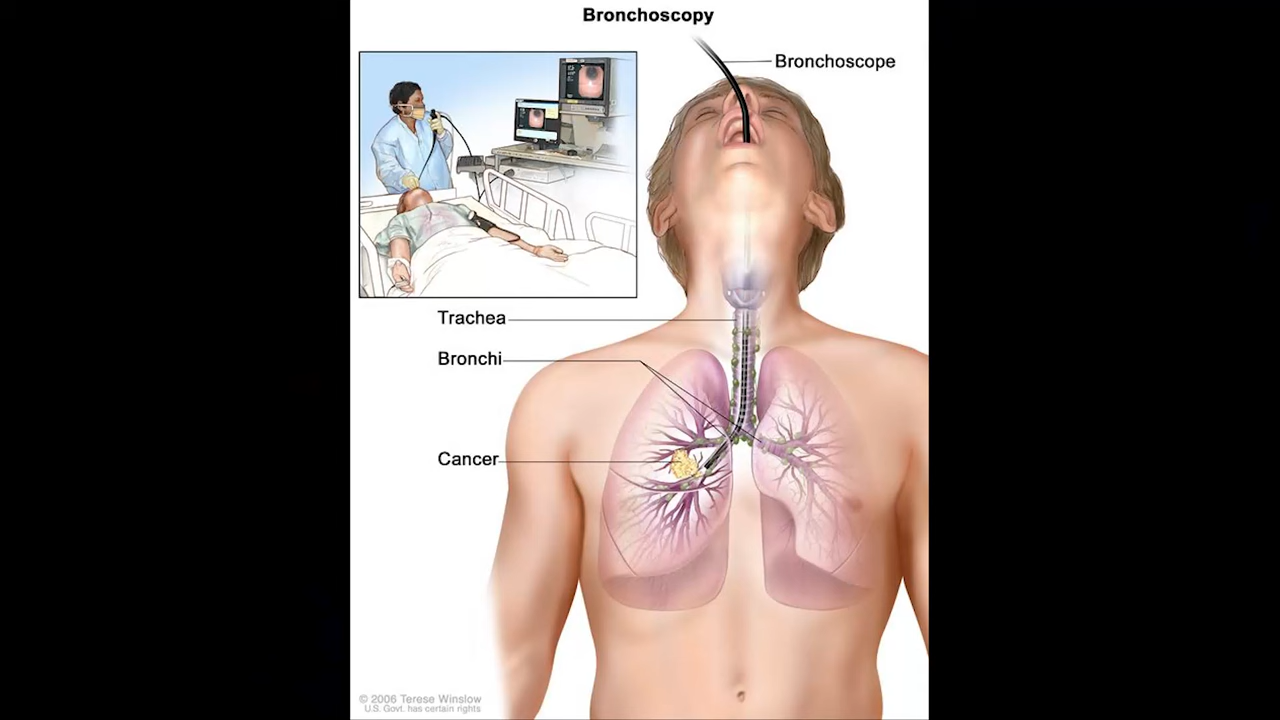 Bronchoscopy
Bronchoscope
Trachea
Bronchi
Cancer
© 2006 Terese Winslow
U.S. Govt. has certain rights